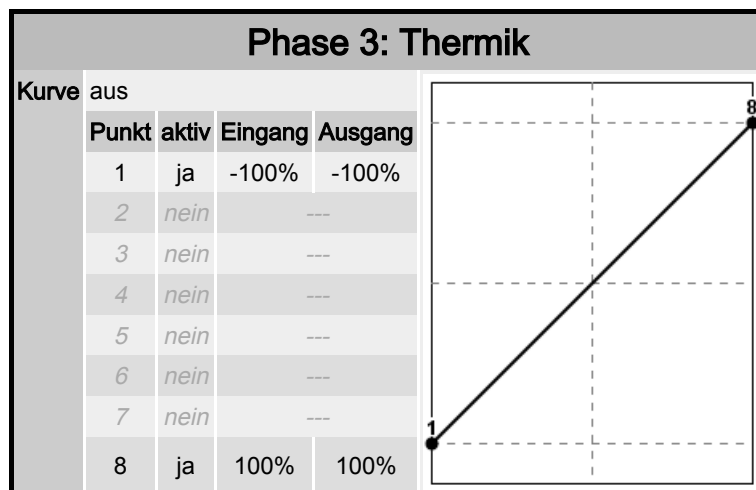 Phase 3: Thermik
Kurve aus
Punkt aktiv Eingang Ausgang
1 ja -100% -100%
2 nein ---
3 nein ---
4 nein ---
5 nein ---
6 nein ---
7 nein ---
8 ja 100% 100%
8
1